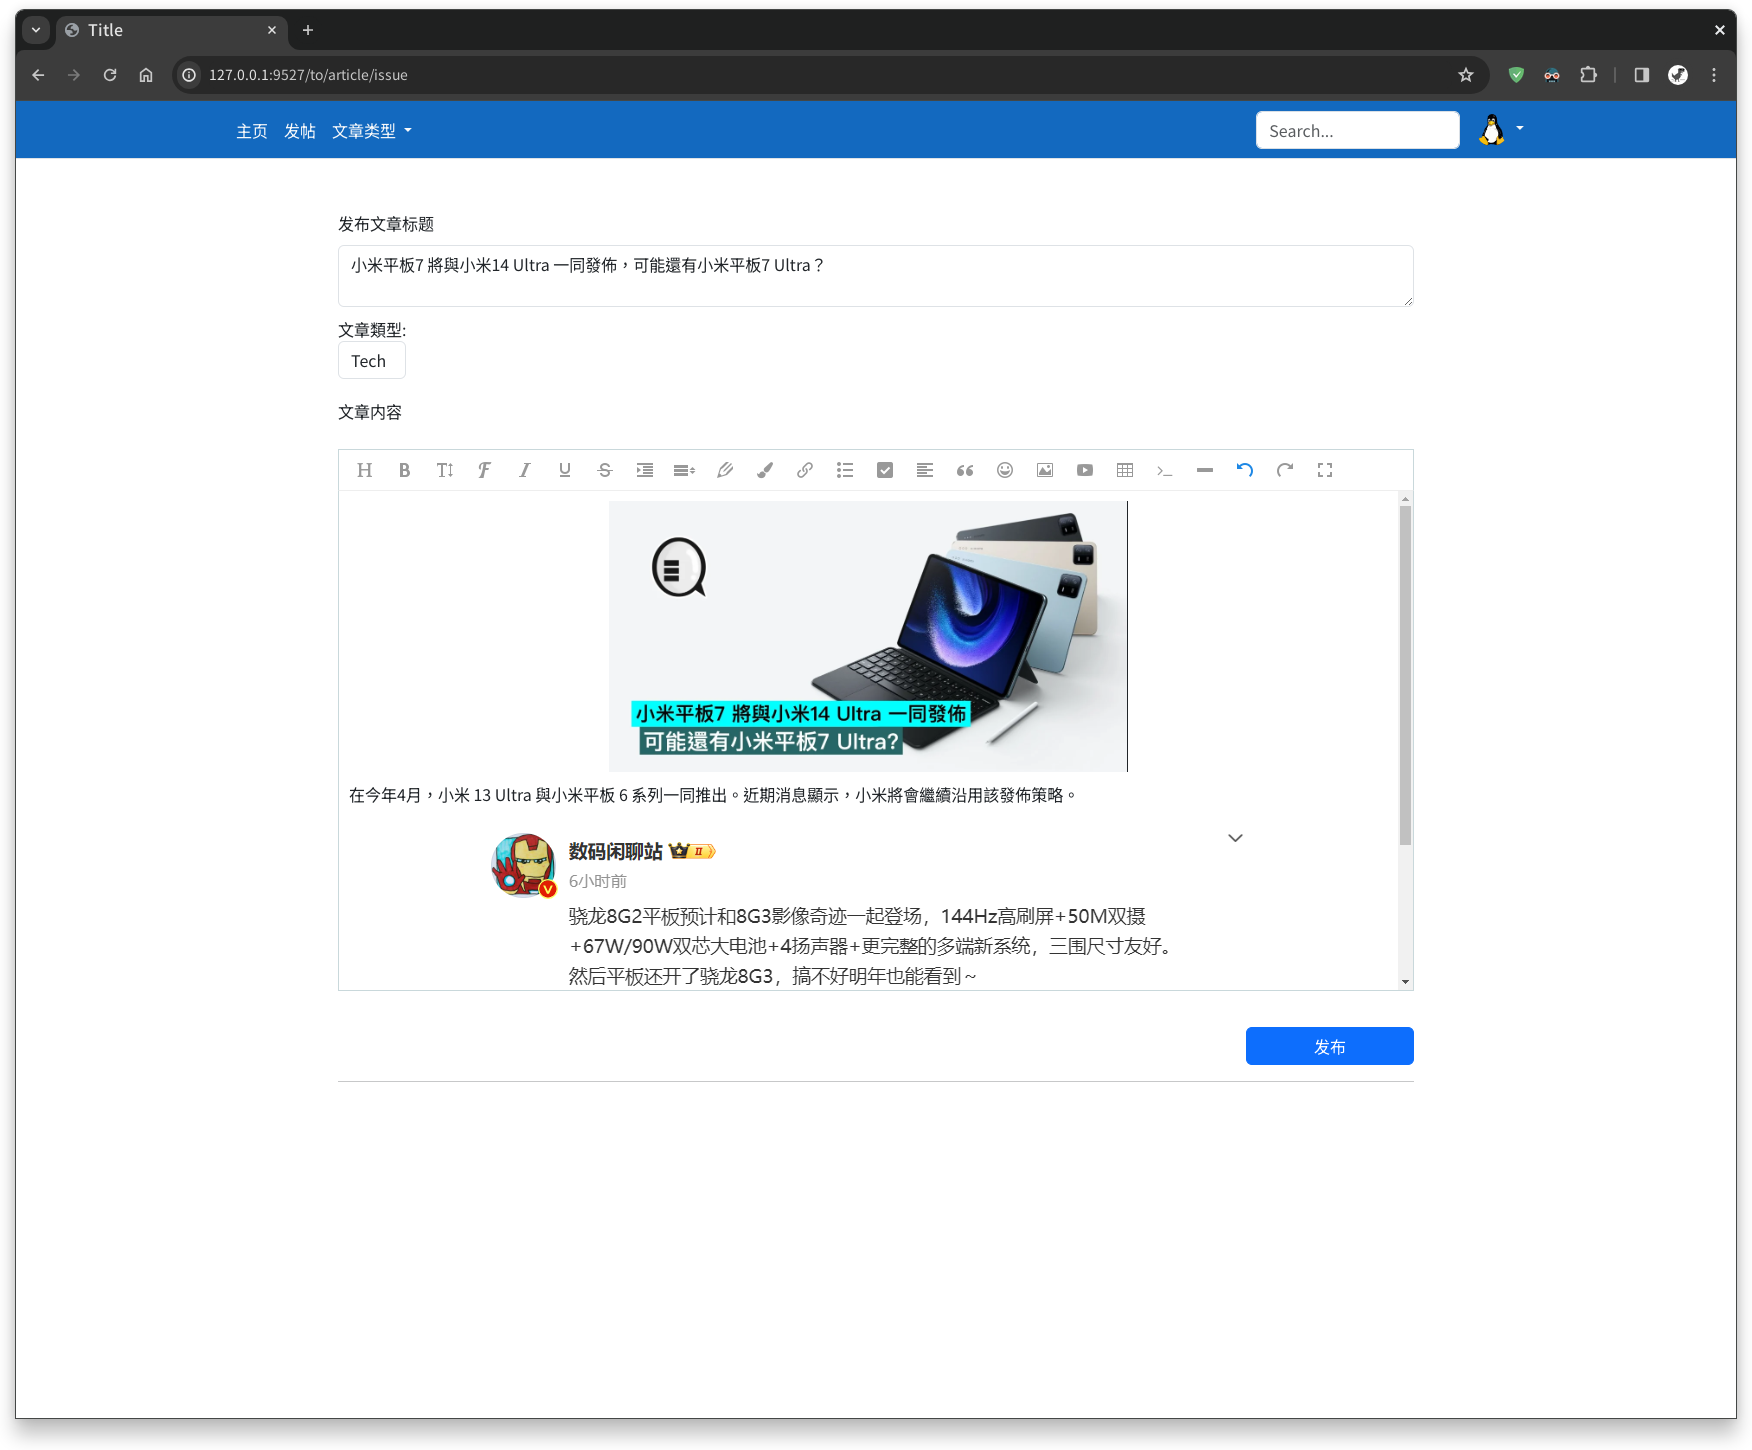 Title
127.0.0.1:9527/to/article/issue
主页 发帖 文章类型 Search...
发布文章标题
小米平板7 將與小米14 Ultra 一同發佈，可能還有小米平板7 Ultra？
文章類型:
Tech
文章内容
小米平板7 將與小米14 Ultra 一同發佈
可能還有小米平板7 Ultra?
在今年4月，小米 13 Ultra 與小米平板 6 系列一同推出。近期消息顯示，小米將會繼續沿用該發佈策略。
数码闲聊站 II
6小时前
骁龙8G2平板预计和8G3影像奇迹一起登场，144Hz高刷屏+50M双摄
+67W/90W双芯大电池+4扬声器+更完整的多端新系统，三围尺寸友好。
然后平板还开了骁龙8G3，搞不好明年也能看到~
发布